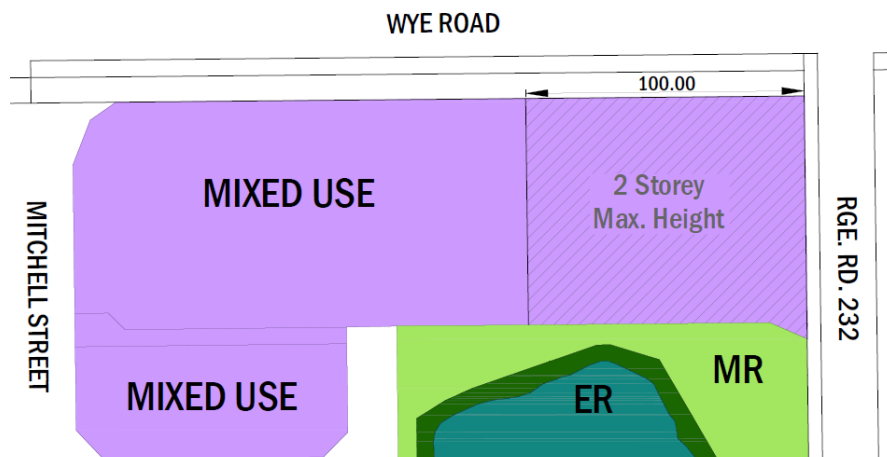 WYE ROAD
100.00
MIXED USE
2 Storey
Max. Height
MITCHELL STREET
RGE. RD. 232
MIXED USE
ER
MR